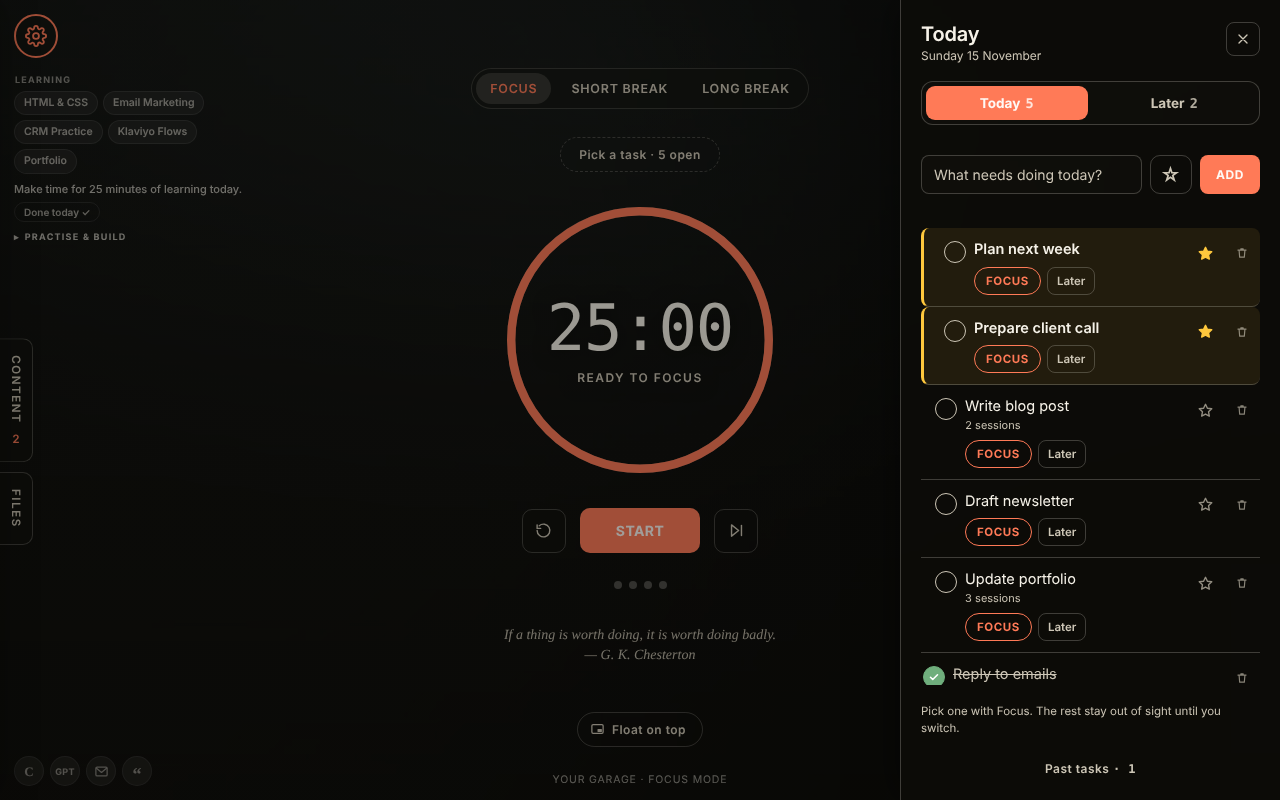 LEARNING
HTML & CSS
Email Marketing
CRM Practice
Klaviyo Flows
Portfolio
Make time for 25 minutes of learning today.
Done today ✓
▸ PRACTISE & BUILD
CONTENT 2
FILES
C
GPT
“
FOCUS
SHORT BREAK
LONG BREAK
Pick a task · 5 open
25:00
READY TO FOCUS
START
If a thing is worth doing, it is worth doing badly.
— G. K. Chesterton
Float on top
YOUR GARAGE · FOCUS MODE
Today
Sunday 15 November
Today 5
Later 2
What needs doing today?
ADD
Plan next week
FOCUS
Later
Prepare client call
FOCUS
Later
Write blog post
2 sessions
FOCUS
Later
Draft newsletter
FOCUS
Later
Update portfolio
3 sessions
FOCUS
Later
Reply to emails
Pick one with Focus. The rest stay out of sight until you
switch.
Past tasks · 1